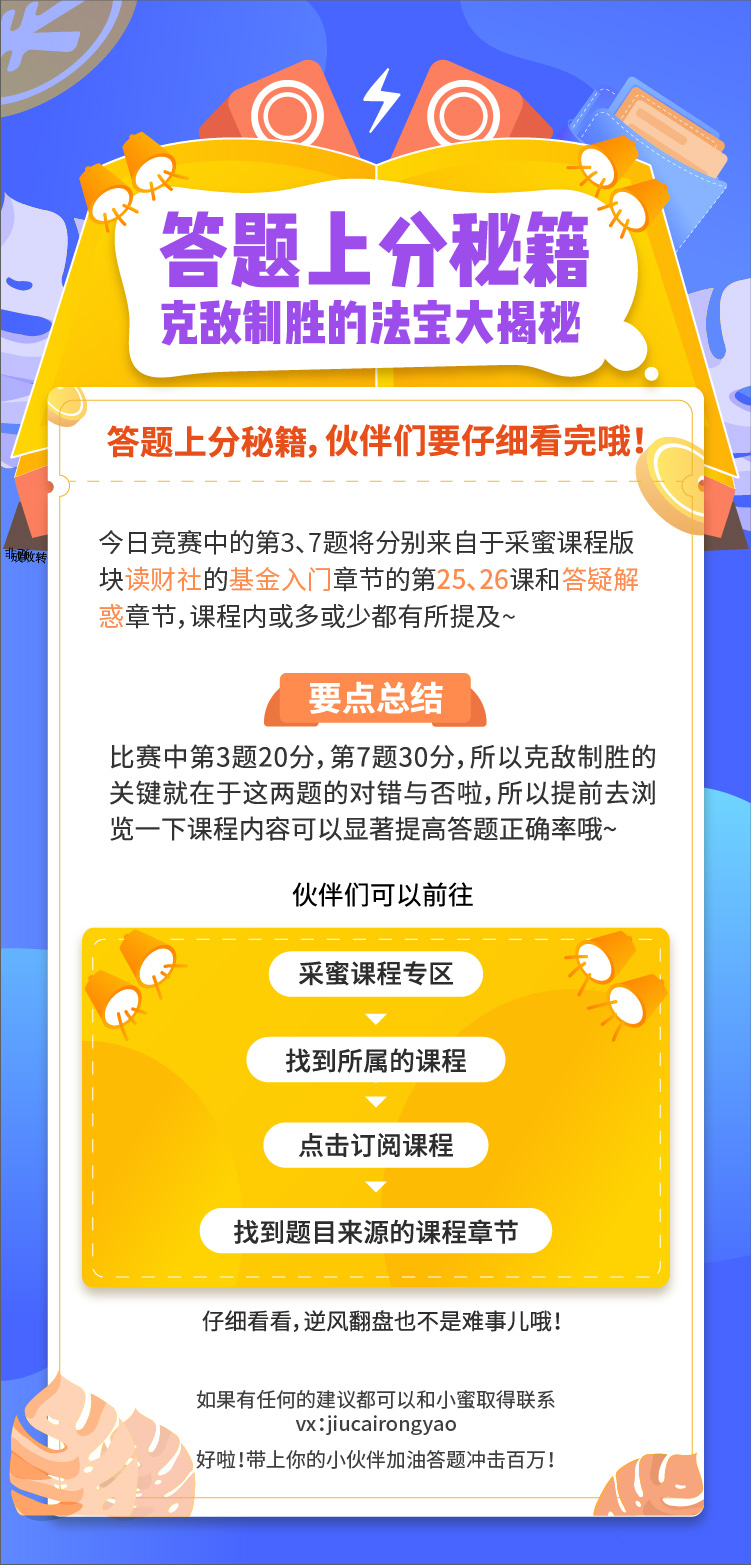 答题上分秘籍
克敌制胜的法宝大揭秘
答题上分秘籍，伙伴们要仔细看完哦！
今日竞赛中的第3、7题将分别来自于采蜜课程版
块读财社的基金入门章节的第25、26课和答疑解
惑章节，课程内或多或少都有所提及~
要点总结
比赛中第3题20分，第7题30分，所以克敌制胜的
关键就在于这两题的对错与否啦，所以提前去浏
览一下课程内容可以显著提高答题正确率哦~
伙伴们可以前往
采蜜课程专区
找到所属的课程
点击订阅课程
找到题目来源的课程章节
仔细看看，逆风翻盘也不是难事儿哦！
如果有任何的建议都可以和小蜜取得联系
vx：jiucairongyao
好啦！带上你的小伙伴加油答题冲击百万！